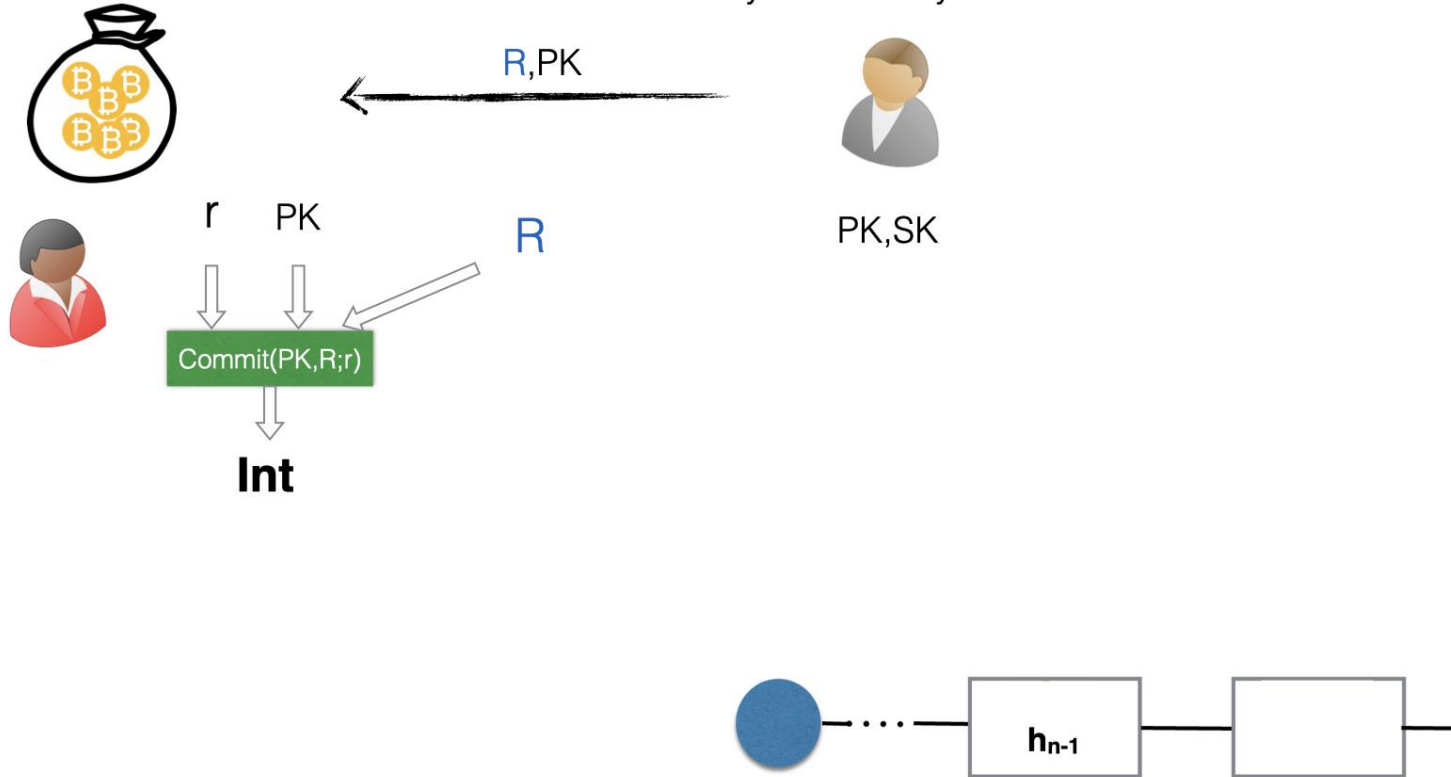 R,PK
r PK
R
PK,SK
Commit(PK,R;r)
Int
hn-1